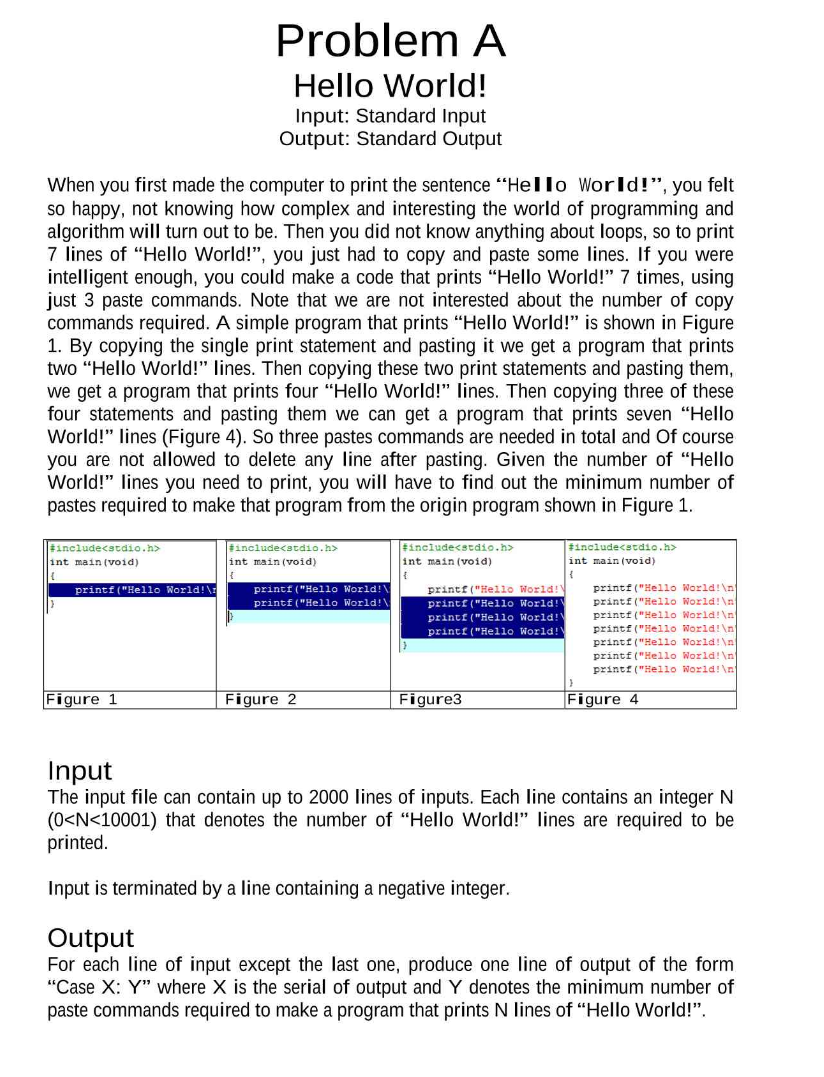 Problem A
Hello World!
Input: Standard Input
Output: Standard Output
When you first made the computer to print the sentence “Hello World!”, you felt
so happy, not knowing how complex and interesting the world of programming and
algorithm will turn out to be. Then you did not know anything about loops, so to print
7 lines of “Hello World!”, you just had to copy and paste some lines. If you were
intelligent enough, you could make a code that prints “Hello World!” 7 times, using
just 3 paste commands. Note that we are not interested about the number of copy
commands required. A simple program that prints “Hello World!” is shown in Figure
1. By copying the single print statement and pasting it we get a program that prints
two “Hello World!” lines. Then copying these two print statements and pasting them,
we get a program that prints four “Hello World!” lines. Then copying three of these
four statements and pasting them we can get a program that prints seven “Hello
World!” lines (Figure 4). So three pastes commands are needed in total and Of course
you are not allowed to delete any line after pasting. Given the number of “Hello
World!” lines you need to print, you will have to find out the minimum number of
pastes required to make that program from the origin program shown in Figure 1.
#include<stdio.h>
int main(void)
{
printf("Hello World!\n
}
Figure 1
#include<stdio.h>
int main(void)
{
printf("Hello World!\
printf("Hello World!\
}
Figure 2
#include<stdio.h>
int main(void)
{
printf("Hello World!\
printf("Hello World!\
printf("Hello World!\
printf("Hello World!\
}
Figure3
#include<stdio.h>
int main(void)
{
printf("Hello World!\n"
printf("Hello World!\n"
printf("Hello World!\n"
printf("Hello World!\n"
printf("Hello World!\n"
printf("Hello World!\n"
printf("Hello World!\n"
}
Figure 4
Input
The input file can contain up to 2000 lines of inputs. Each line contains an integer N
(0<N<10001) that denotes the number of “Hello World!” lines are required to be
printed.
Input is terminated by a line containing a negative integer.
Output
For each line of input except the last one, produce one line of output of the form
“Case X: Y” where X is the serial of output and Y denotes the minimum number of
paste commands required to make a program that prints N lines of “Hello World!”.